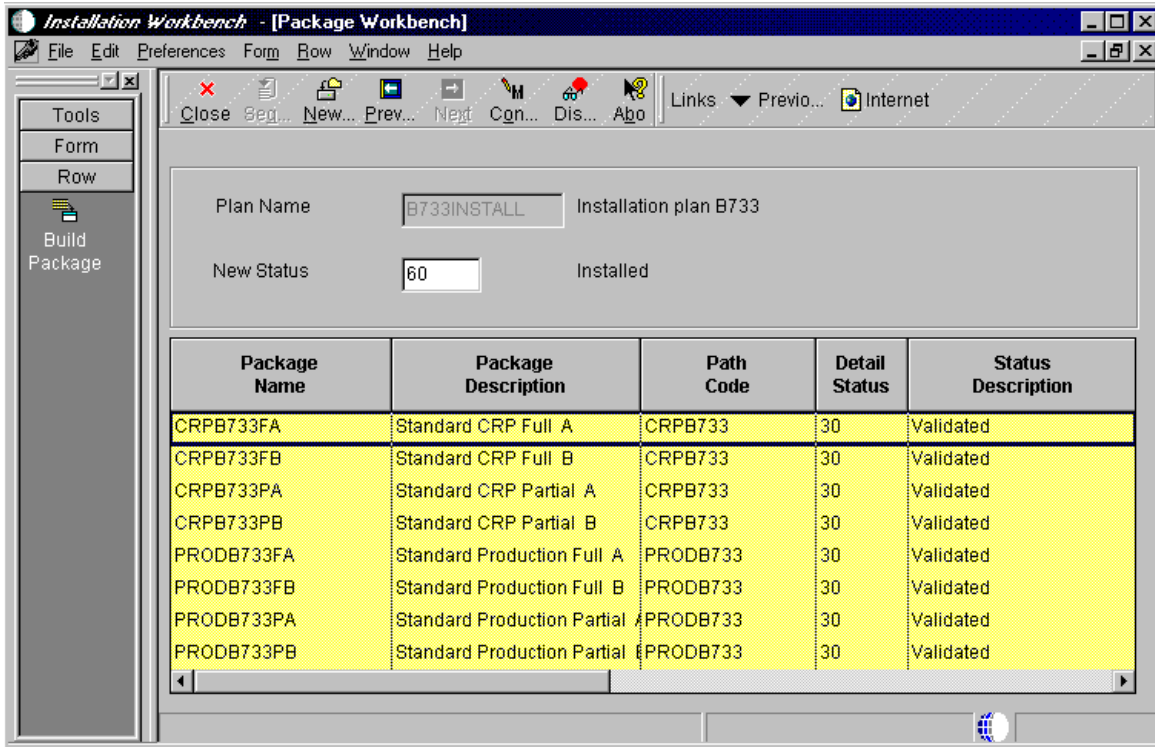 Installation Workbench - [Package Workbench]
File Edit Preferences Form Row Window Help
Close Seq... New... Prev... Next Con... Dis... Abo Links Previo... Internet
Tools
Form
Row
Build
Package
Plan Name B733INSTALL Installation plan B733
New Status 60 Installed
Package Name Package Description Path Code Detail Status Status Description
CRPB733FA Standard CRP Full A CRPB733 30 Validated
CRPB733FB Standard CRP Full B CRPB733 30 Validated
CRPB733PA Standard CRP Partial A CRPB733 30 Validated
CRPB733PB Standard CRP Partial B CRPB733 30 Validated
PRODB733FA Standard Production Full A PRODB733 30 Validated
PRODB733FB Standard Production Full B PRODB733 30 Validated
PRODB733PA Standard Production Partial A PRODB733 30 Validated
PRODB733PB Standard Production Partial B PRODB733 30 Validated